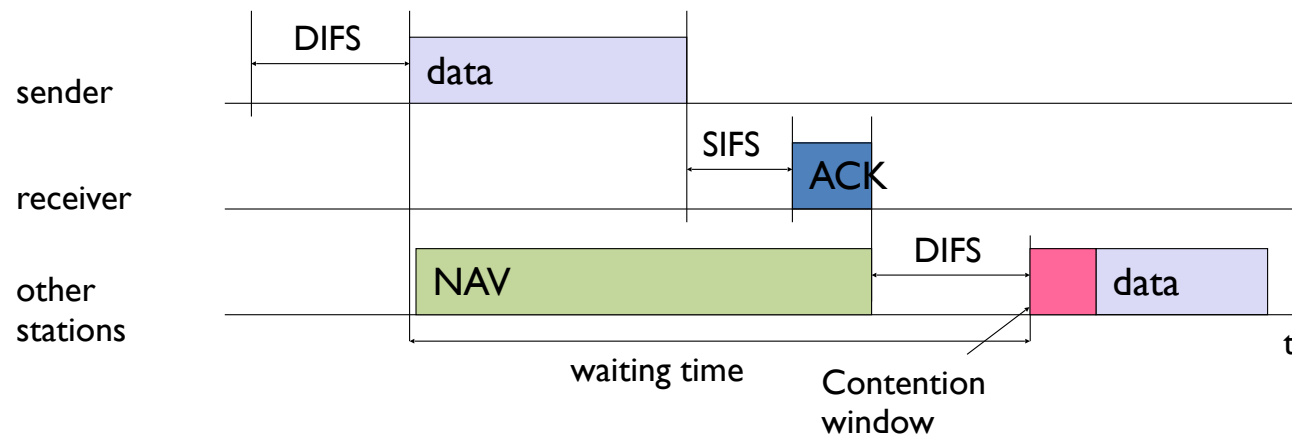 DIFS
data
sender
SIFS
ACK
receiver
DIFS
NAV
data
other
stations
t
waiting time
Contention
window